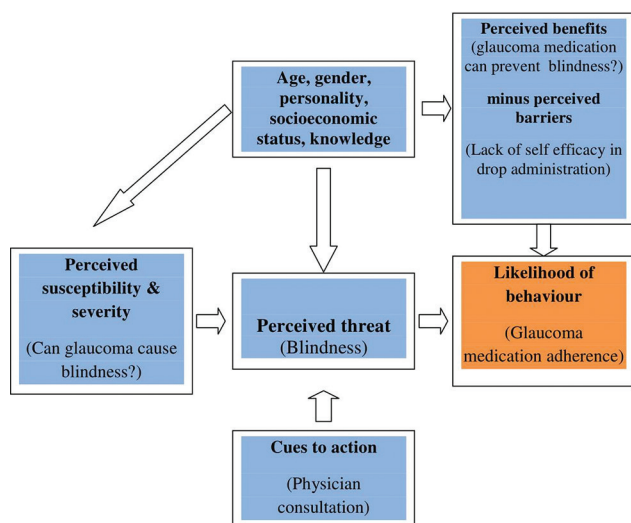 Perceived benefits
(glaucoma medication
can prevent blindness?)
minus perceived
barriers
(Lack of self efficacy in
drop administration)
Age, gender,
personality,
socioeconomic
status, knowledge
Perceived
susceptibility &
severity
(Can glaucoma cause
blindness?)
Perceived threat
(Blindness)
Likelihood of
behaviour
(Glaucoma
medication adherence)
Cues to action
(Physician
consultation)